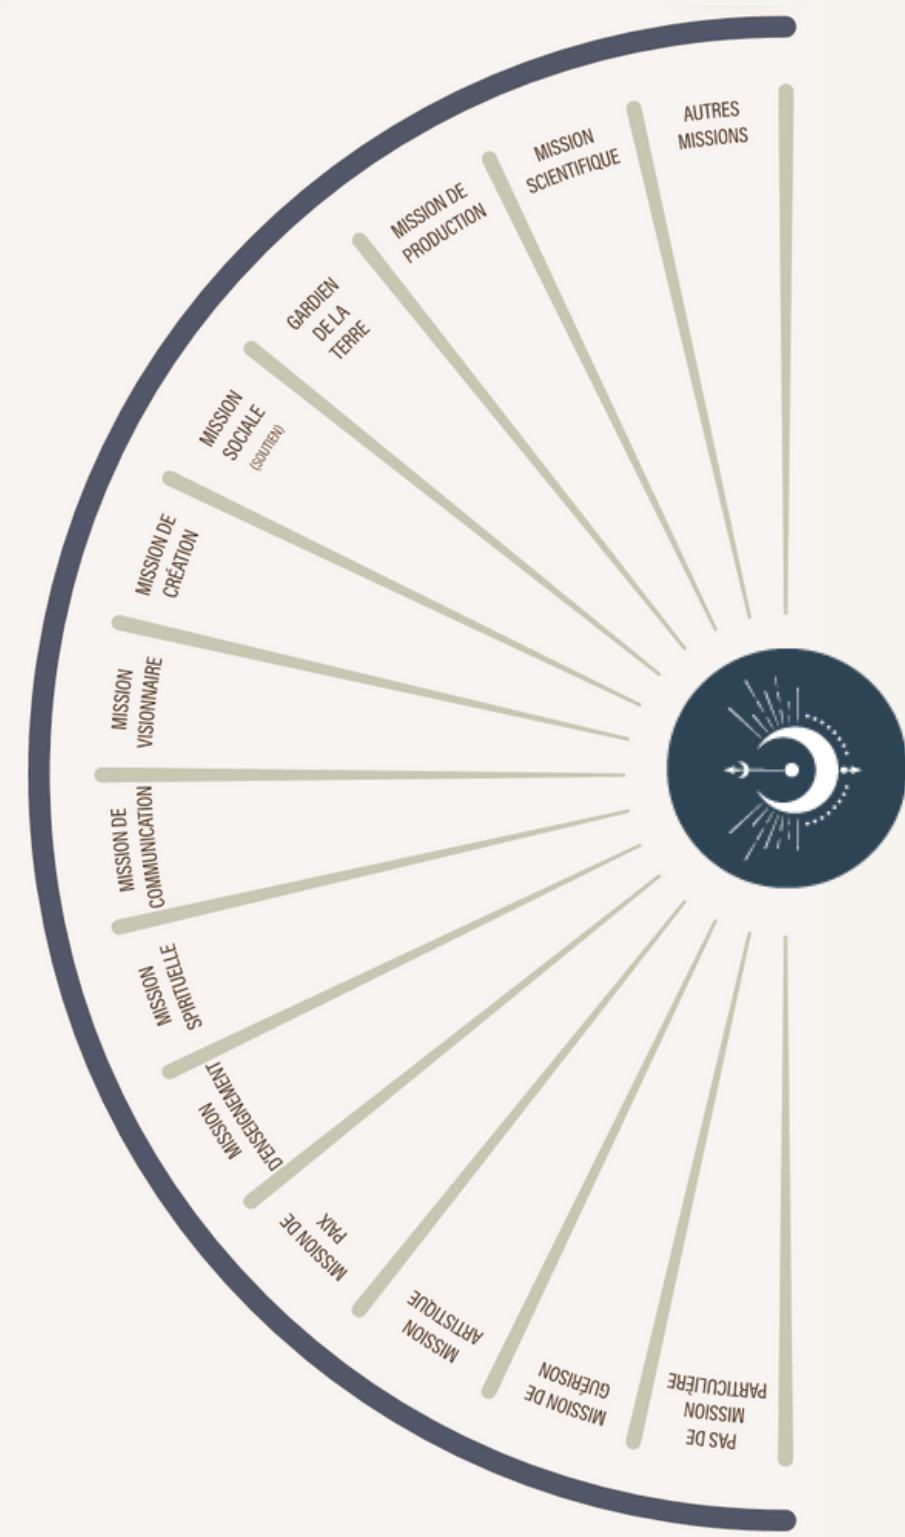 PAS DE
MISSION
PARTICULIÈRE
MISSION DE
GUÉRISON
MISSION
ARTISTIQUE
MISSION DE
PAIX
MISSION
D'ENSEIGNEMENT
MISSION
SPIRITUELLE
MISSION DE
COMMUNICATION
MISSION
VISIONNAIRE
MISSION DE
CRÉATION
MISSION
SOCIALE
(SOUTIEN)
GARDIEN
DE LA
TERRE
MISSION DE
PRODUCTION
MISSION
SCIENTIFIQUE
AUTRES
MISSIONS